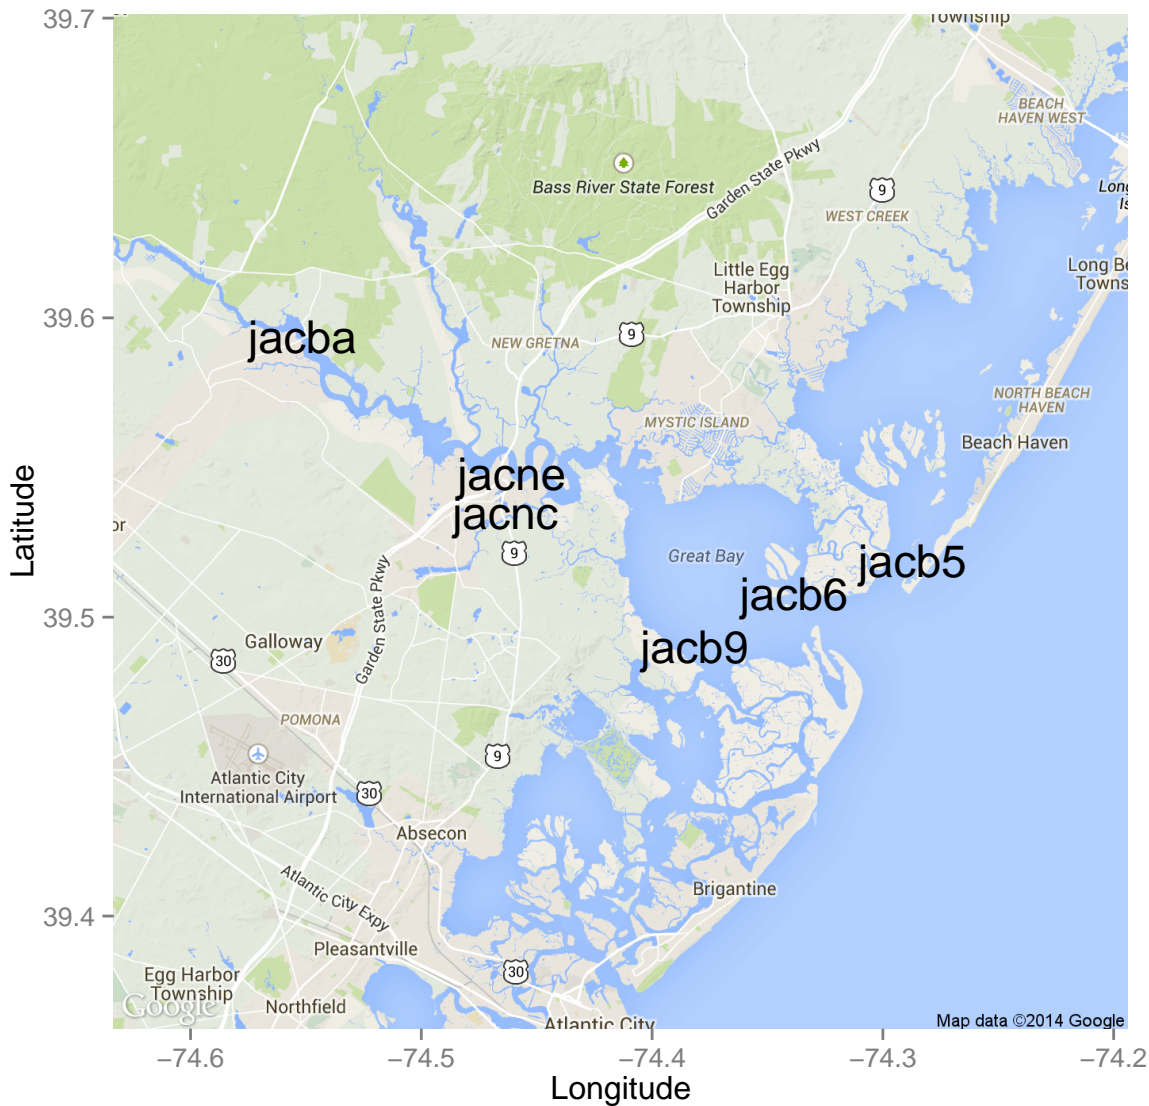 39.7
Township
BEACH
HAVEN WEST
Bass River State Forest
Garden State Pkwy
9
WEST CREEK
Long
Is
Little Egg
Harbor
Township
Long Be
Towns
39.6
jacba
NEW GRETNA
9
NORTH BEACH
HAVEN
MYSTIC ISLAND
Beach Haven
jacne
jacnc
or
9
Great Bay
jacb5
jacb6
39.5
Garden State Pkwy
Galloway
30
jacb9
POMONA
9
Atlantic City
International Airport
30
Absecon
Atlantic City Expy
Brigantine
39.4
Pleasantville
Egg Harbor
Township
30
Northfield
Google
Atlantic City
Map data ©2014 Google
−74.6
−74.5
−74.4
−74.3
−74.2
Longitude
Latitude